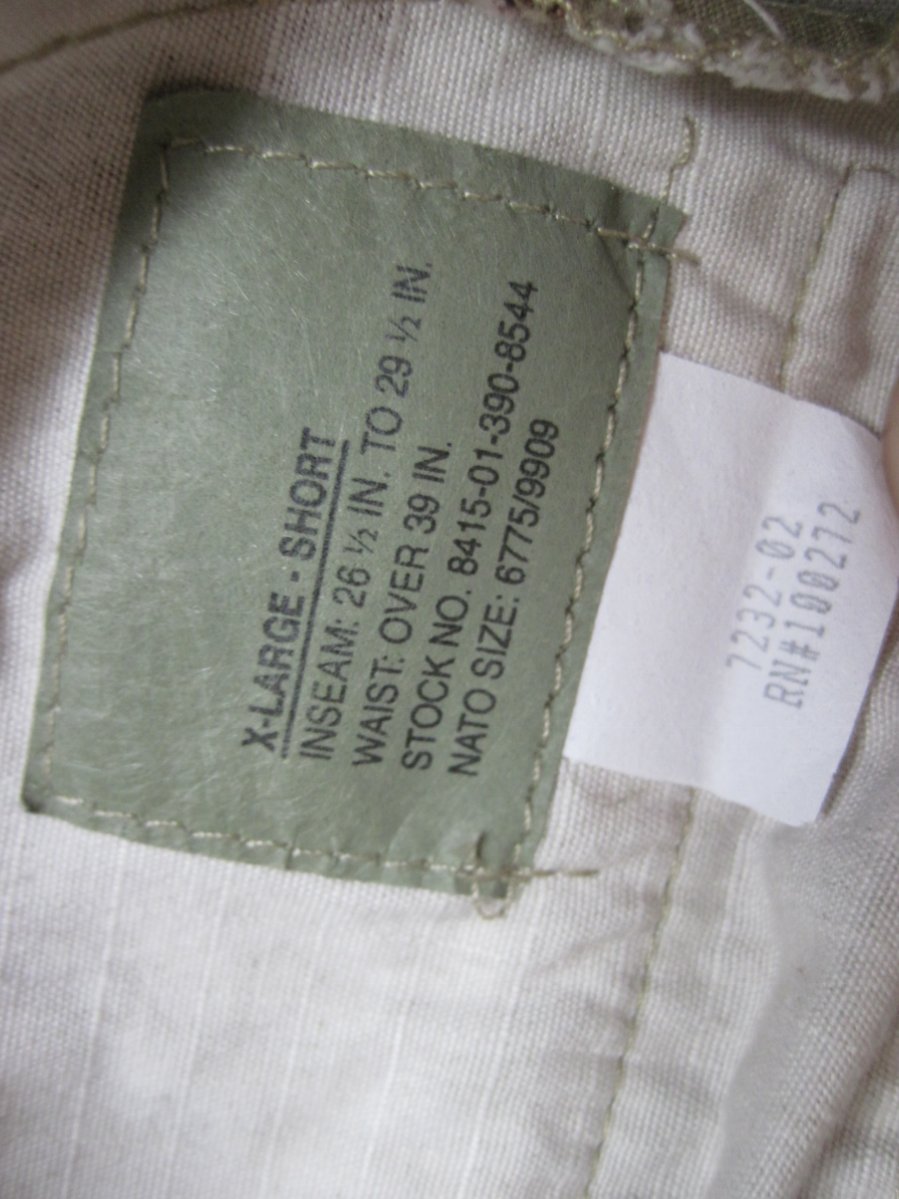 X-LARGE - SHORT
INSEAM: 26 ½ IN. TO 29 ½ IN.
WAIST: OVER 39 IN.
STOCK NO. 8415-01-390-8544
NATO SIZE: 6775/9909
7232-02
RN#100272